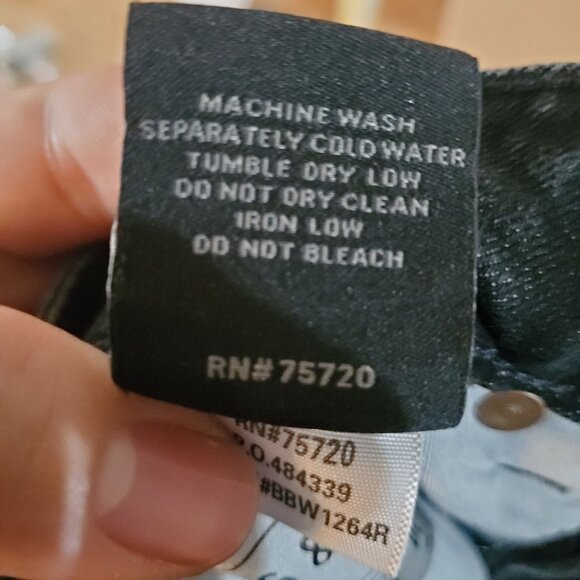 MACHINE WASH
SEPARATELY COLD WATER
TUMBLE DRY LOW
DO NOT DRY CLEAN
IRON LOW
DO NOT BLEACH
RN# 75720
RN#75720
P.O.484339
#BBW1264R